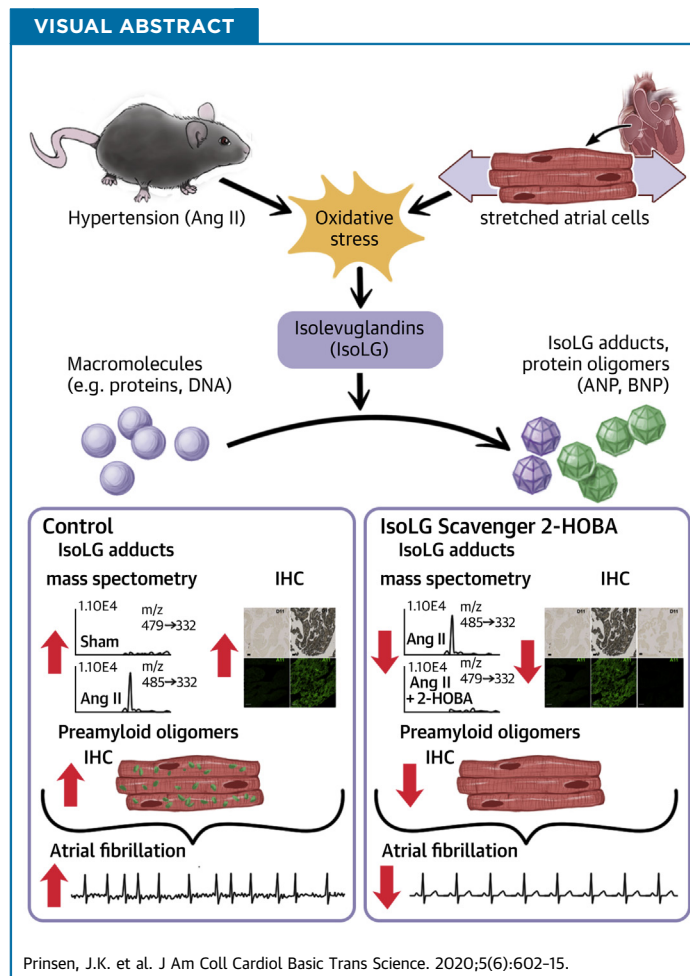 VISUAL ABSTRACT
Hypertension (Ang II)
Oxidative
stress
stretched atrial cells
Isolevuglandins
(IsoLG)
Macromolecules
(e.g. proteins, DNA)
IsoLG adducts,
protein oligomers
(ANP, BNP)
Control
IsoLG adducts
mass spectometry
IHC
1.10E4
m/z
479→332
Sham
1.10E4
m/z
485→332
Ang II
D11
A11
Preamyloid oligomers
IHC
Atrial fibrillation
IsoLG Scavenger 2-HOBA
IsoLG adducts
mass spectometry
IHC
1.10E4
m/z
485→332
Ang II
1.10E4
m/z
479→332
Ang II
+ 2-HOBA
D11
A11
Preamyloid oligomers
IHC
Atrial fibrillation
Prinsen, J.K. et al. J Am Coll Cardiol Basic Trans Science. 2020;5(6):602-15.